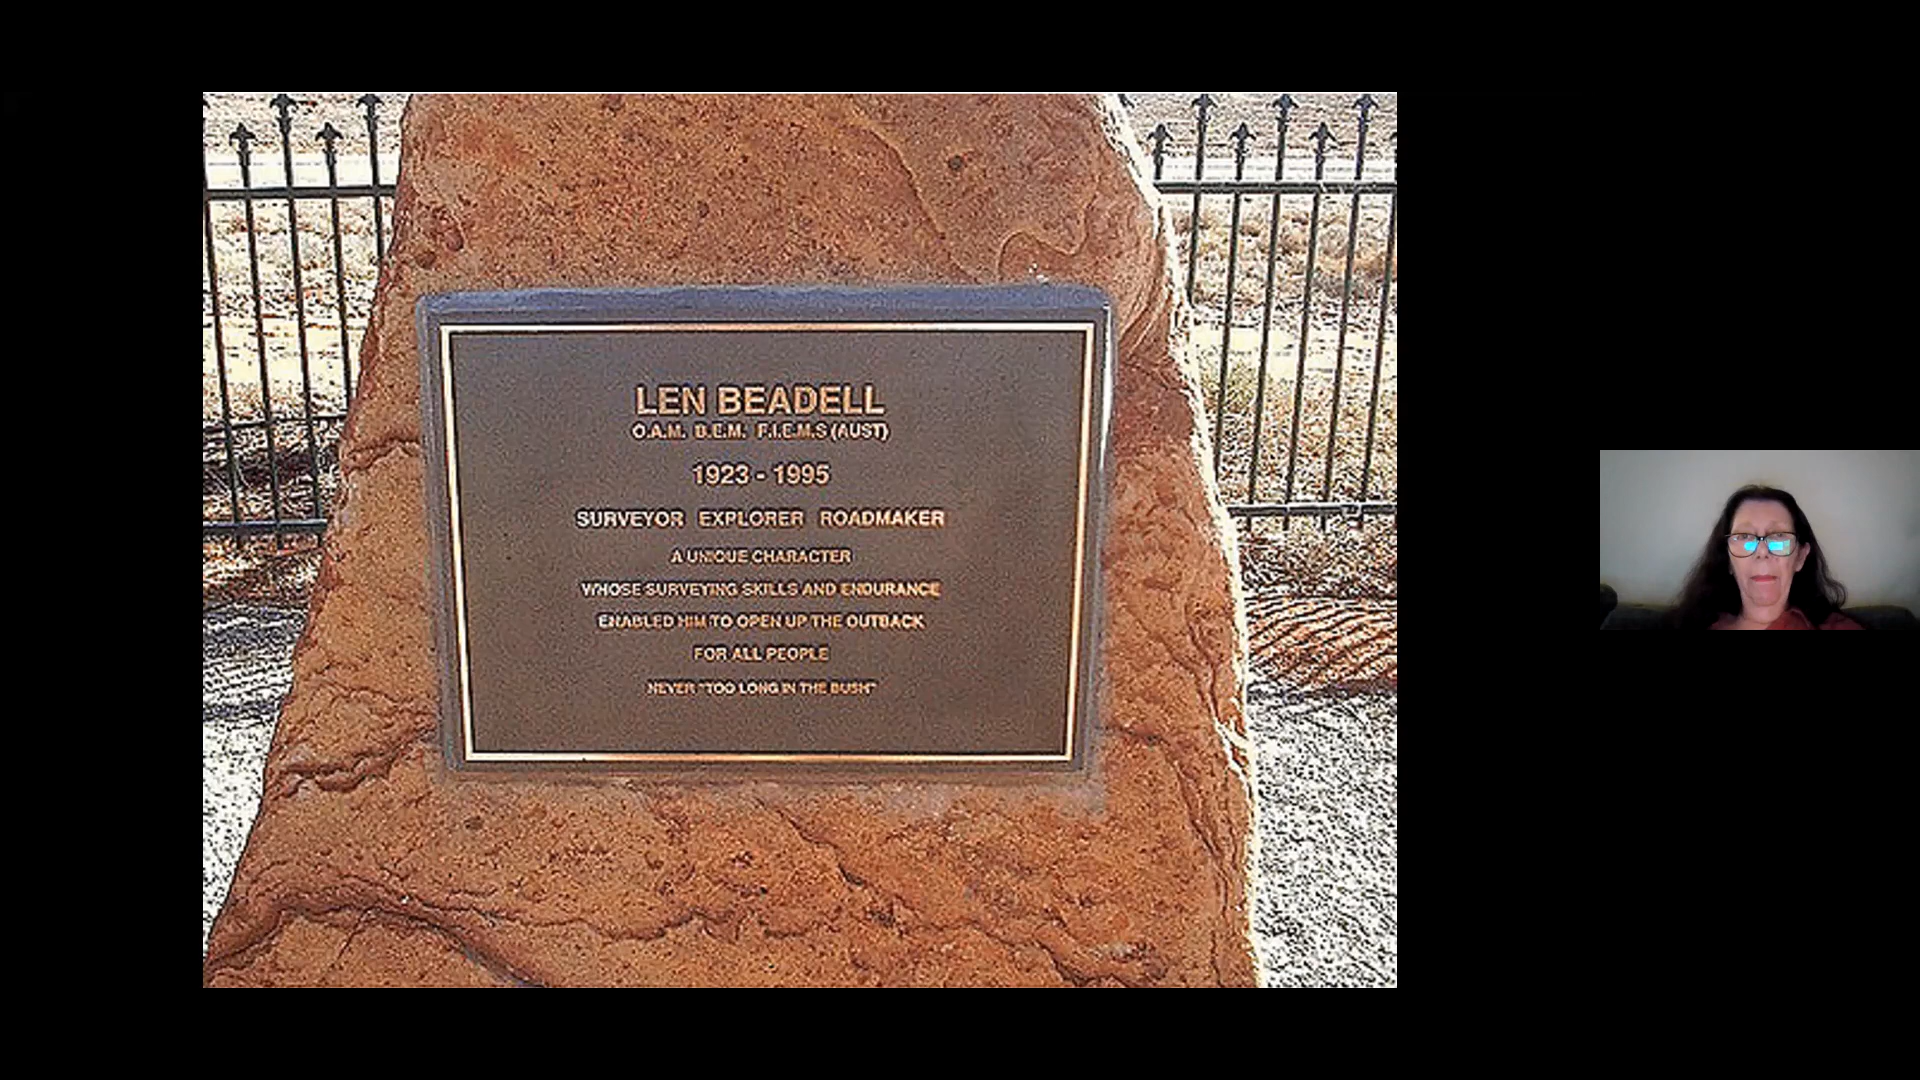 LEN BEADELL
O.A.M. B.E.M. F.I.E.M.S (AUST)
1923 - 1995
SURVEYOR EXPLORER ROADMAKER
A UNIQUE CHARACTER
WHOSE SURVEYING SKILLS AND ENDURANCE
ENABLED HIM TO OPEN UP THE OUTBACK
FOR ALL PEOPLE
NEVER "TOO LONG IN THE BUSH"